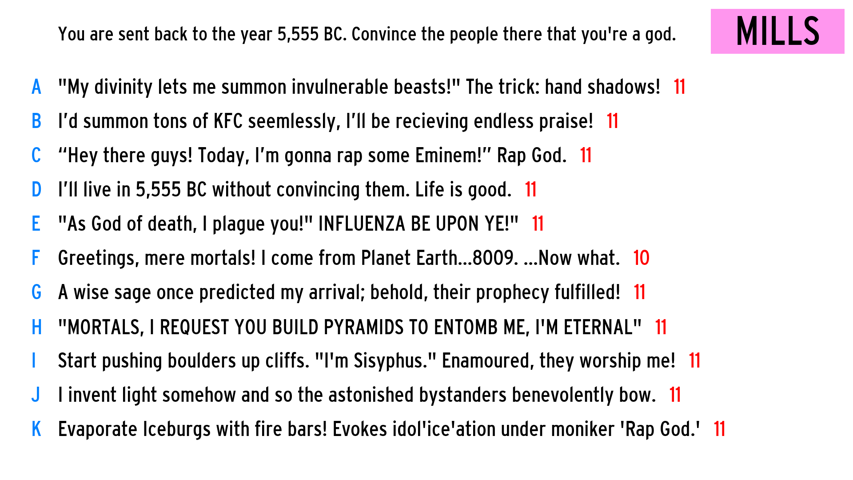 You are sent back to the year 5,555 BC. Convince the people there that you're a god.
MILLS
A "My divinity lets me summon invulnerable beasts!" The trick: hand shadows! 11
B I'd summon tons of KFC seemlessly, I'll be recieving endless praise! 11
C “Hey there guys! Today, I'm gonna rap some Eminem!” Rap God. 11
D I'll live in 5,555 BC without convincing them. Life is good. 11
E "As God of death, I plague you!" INFLUENZA BE UPON YE!" 11
F Greetings, mere mortals! I come from Planet Earth...8009. ...Now what. 10
G A wise sage once predicted my arrival; behold, their prophecy fulfilled! 11
H "MORTALS, I REQUEST YOU BUILD PYRAMIDS TO ENTOMB ME, I'M ETERNAL" 11
I Start pushing boulders up cliffs. "I'm Sisyphus." Enamoured, they worship me! 11
J I invent light somehow and so the astonished bystanders benevolently bow. 11
K Evaporate Iceburgs with fire bars! Evokes idol'ice'ation under moniker 'Rap God.' 11